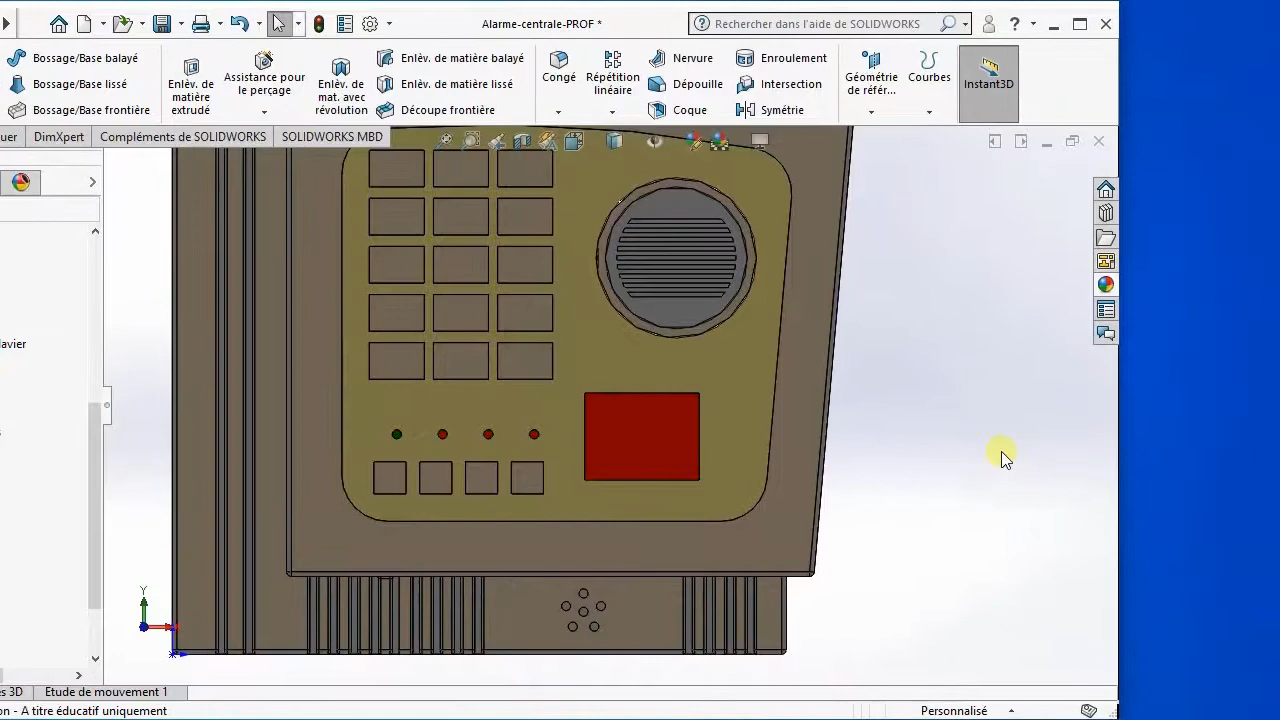 Alarme-centrale-PROF *
Rechercher dans l'aide de SOLIDWORKS
?
Bossage/Base balayé
Bossage/Base lissé
Bossage/Base frontière
Enlèv. de
matière
extrudé
Assistance pour
le perçage
Enlèv. de
mat. avec
révolution
Enlèv. de matière balayé
Enlèv. de matière lissé
Découpe frontière
Congé
Répétition
linéaire
Nervure
Dépouille
Coque
Enroulement
Intersection
Symétrie
Géométrie
de référ...
Courbes
Instant3D
uer
DimXpert
Compléments de SOLIDWORKS
SOLIDWORKS MBD
lavier
Y
es 3D
Etude de mouvement 1
on - A titre éducatif uniquement
Personnalisé